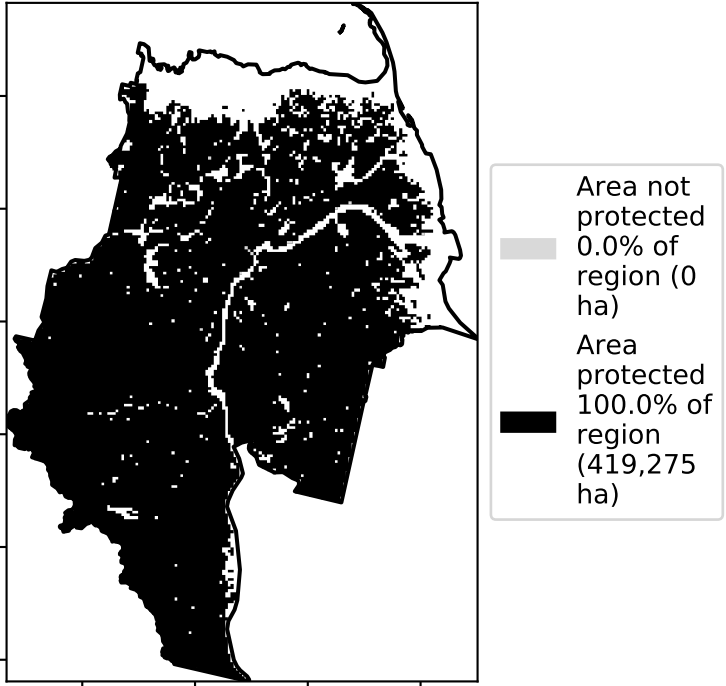 Area not
protected
0.0% of
region (0
ha)
Area
protected
100.0% of
region
(419,275
ha)